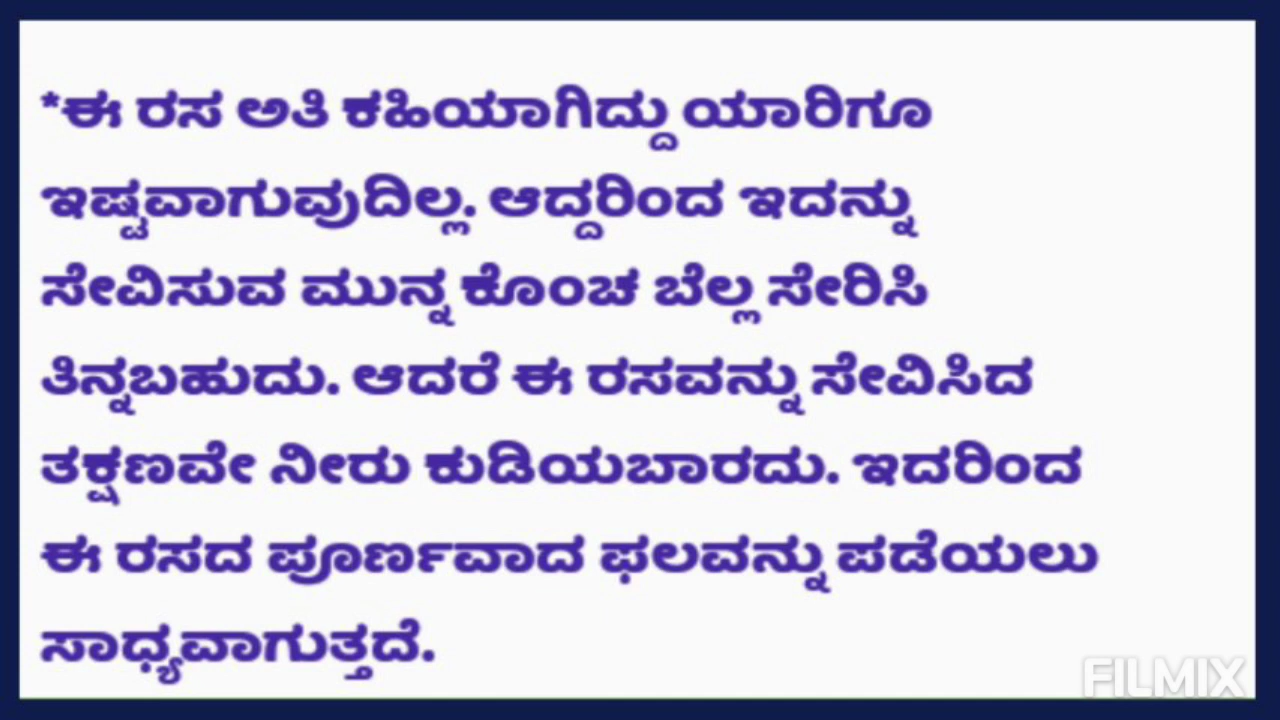 *ಈ ರಸ ಅತಿ ಕಹಿಯಾಗಿದ್ದು ಯಾರಿಗೂ
ಇಷ್ಟವಾಗುವುದಿಲ್ಲ. ಆದ್ದರಿಂದ ಇದನ್ನು
ಸೇವಿಸುವ ಮುನ್ನ ಕೊಂಚ ಬೆಲ್ಲ ಸೇರಿಸಿ
ತಿನ್ನಬಹುದು. ಆದರೆ ಈ ರಸವನ್ನು ಸೇವಿಸಿದ
ತಕ್ಷಣವೇ ನೀರು ಕುಡಿಯಬಾರದು. ಇದರಿಂದ
ಈ ರಸದ ಪೂರ್ಣವಾದ ಫಲವನ್ನು ಪಡೆಯಲು
ಸಾಧ್ಯವಾಗುತ್ತದೆ.
FILMIX